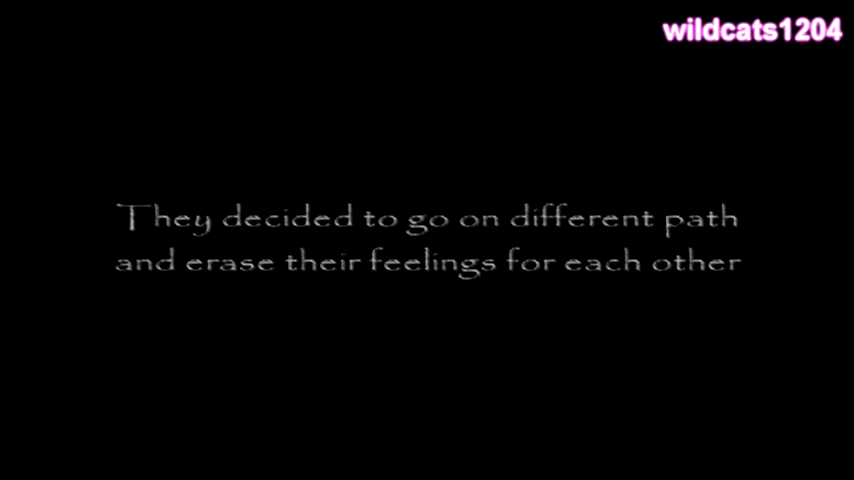 wildcats1204
They decided to go on different path
and erase their feelings for each other